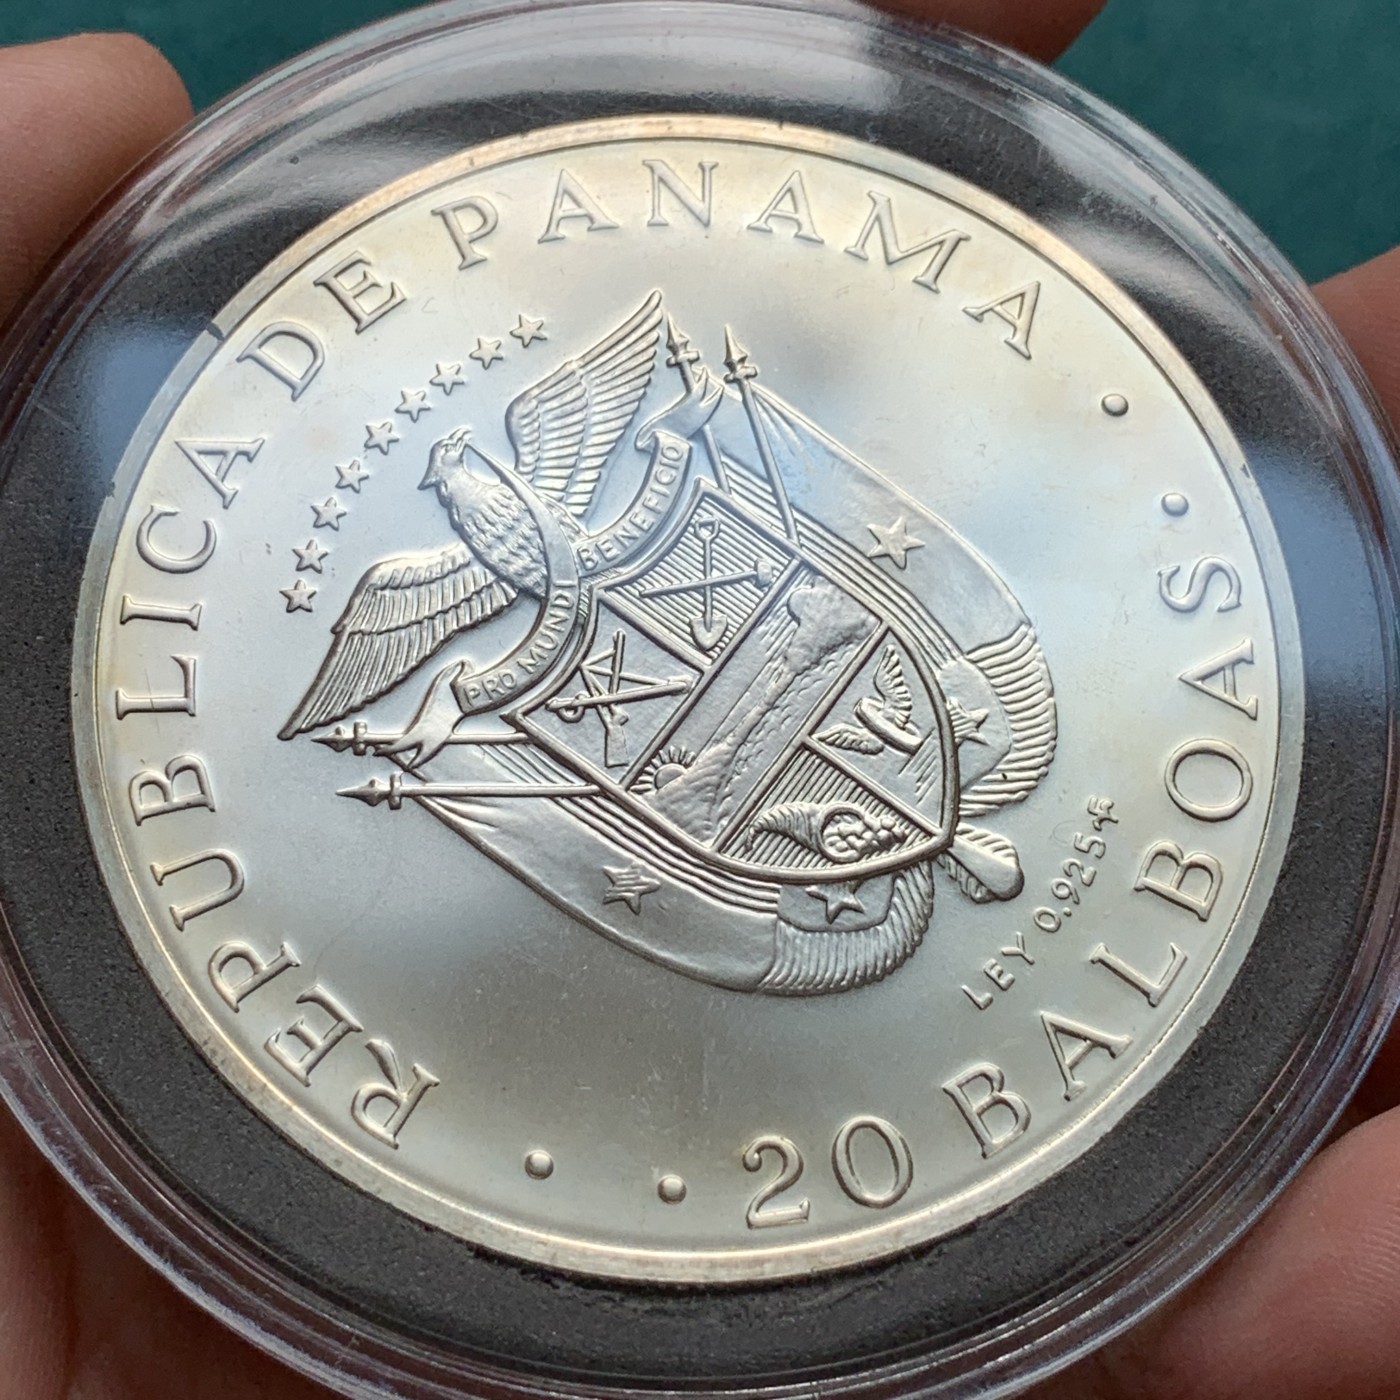 REPUBLICA DE PANAMA
PRO MUNDI BENEFICIO
LEY 0.925
· 20 BALBOAS ·